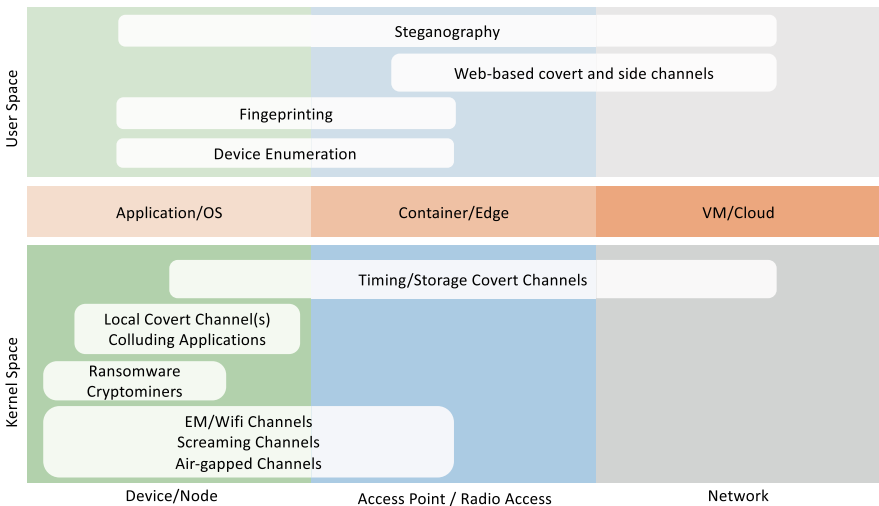 User Space
Steganography
Web-based covert and side channels
Fingeprinting
Device Enumeration
Application/OS
Container/Edge
VM/Cloud
Kernel Space
Timing/Storage Covert Channels
Local Covert Channel(s)
Colluding Applications
Ransomware
Cryptominers
EM/Wifi Channels
Screaming Channels
Air-gapped Channels
Device/Node
Access Point / Radio Access
Network